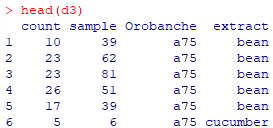 > head(d3)
count sample Orobanche extract
1 10 39 a75 bean
2 23 62 a75 bean
3 23 81 a75 bean
4 26 51 a75 bean
5 17 39 a75 bean
6 5 6 a75 cucumber